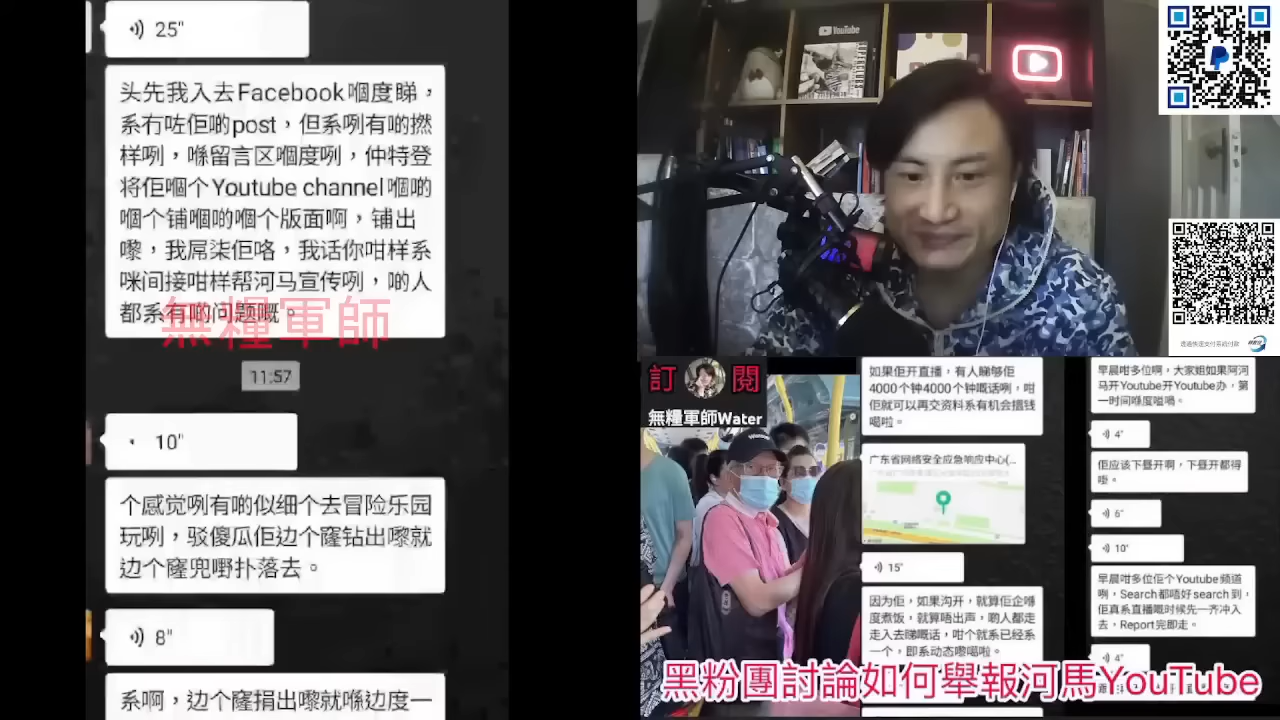 25"
头先我入去Facebook嗰度睇，
系冇咗佢啲post，但系咧有啲撚
样咧，喺留言区嗰度咧，仲特登
将佢嗰个Youtube channel嗰啲
嗰个铺嗰啲嗰个版面啊，铺出
嚟，我屌柒佢咯，我话你咁样系
咪间接咁样帮河马宣传咧，啲人
都系有啲问题嘅。
無糧軍師
11:57
10"
个感觉咧有啲似细个去冒险乐园
玩咧，驳傻瓜佢边个窿钻出嚟就
边个窿兜嘢扑落去。
8"
系啊，边个窿捐出嚟就喺边度一
YouTube
訂
閱
無糧軍師Water
如果佢开直播，有人睇够佢
4000个钟4000个钟嘅话咧，咁
佢就可以再交资料系有机会搵钱
噶啦。
广东省网络安全应急响应中心(...
15"
因为佢，如果沟开，就算佢企喺
度煮饭，就算唔出声，啲人都走
走入去睇嘅话，咁个就系已经系
一个，即系动态嚟噶啦。
早晨咁多位啊，大家姐如果阿河
马开Youtube开Youtube办，第
一时间喺度嗌喎。
4"
佢应该下昼开啊，下昼开都得
㖭。
6"
10"
早晨咁多位佢个Youtube频道
咧，Search都唔好search到，
佢真系直播嘅时候先一齐冲入
去，Report完即走。
4"
黑粉團討論如何舉報河馬YouTube